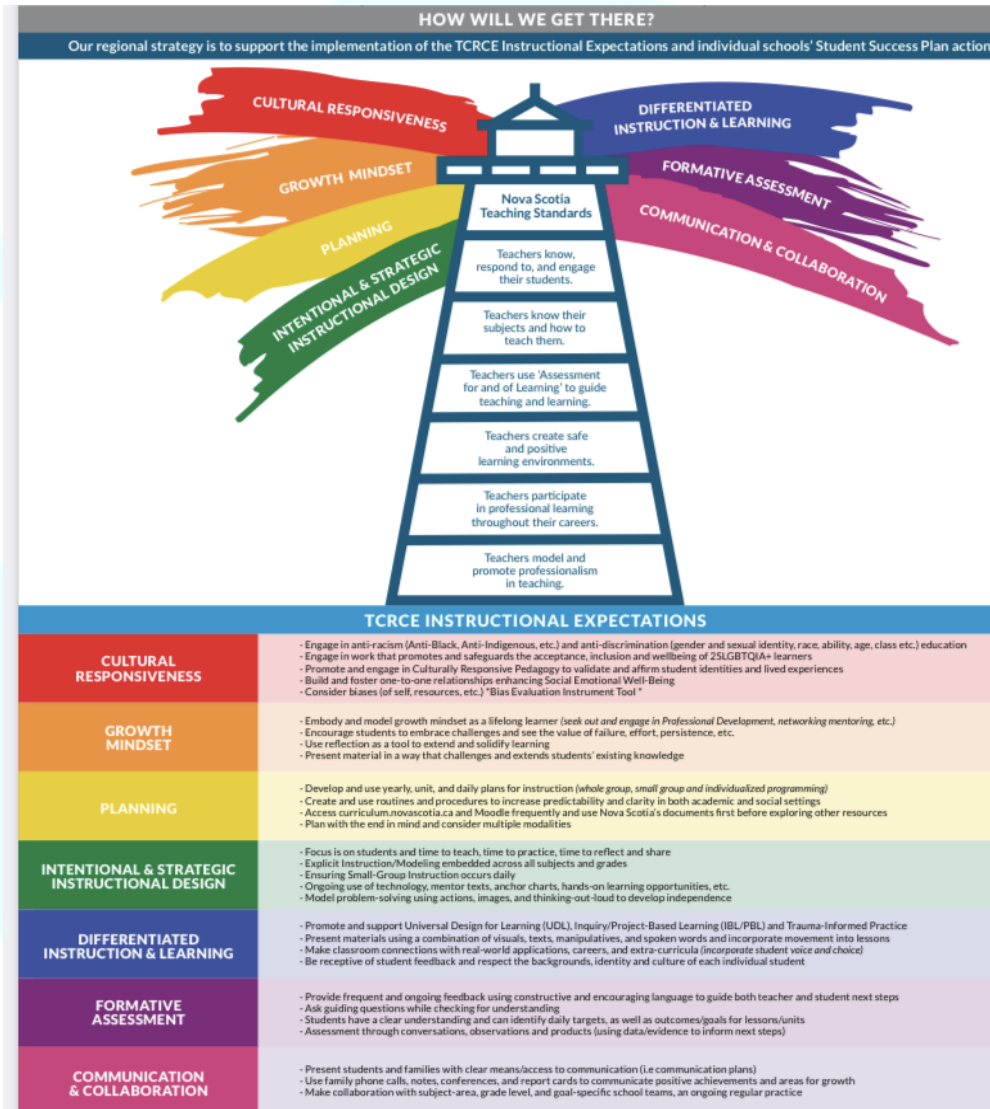 HOW WILL WE GET THERE?
Our regional strategy is to support the implementation of the TCRCE Instructional Expectations and individual schools' Student Success Plan action
CULTURAL RESPONSIVENESS
GROWTH MINDSET
PLANNING
INTENTIONAL & STRATEGIC
INSTRUCTIONAL DESIGN
DIFFERENTIATED
INSTRUCTION & LEARNING
FORMATIVE ASSESSMENT
COMMUNICATION & COLLABORATION
Nova Scotia
Teaching Standards
Teachers know,
respond to, and engage
their students.
Teachers know their
subjects and how to
teach them.
Teachers use 'Assessment
for and of Learning' to guide
teaching and learning.
Teachers create safe
and positive
learning environments.
Teachers participate
in professional learning
throughout their careers.
Teachers model and
promote professionalism
in teaching.
TCRCE INSTRUCTIONAL EXPECTATIONS
CULTURAL
RESPONSIVENESS
- Engage in anti-racism (Anti-Black, Anti-Indigenous, etc.) and anti-discrimination (gender and sexual identity, race, ability, age, class etc.) education
- Engage in work that promotes and safeguards the acceptance, inclusion and wellbeing of 2SLGBTQIA+ learners
- Promote and engage in Culturally Responsive Pedagogy to validate and affirm student identities and lived experiences
- Build and foster one-to-one relationships enhancing Social Emotional Well-Being
- Consider biases (of self, resources, etc.) "Bias Evaluation Instrument Tool "
GROWTH
MINDSET
- Embody and model growth mindset as a lifelong learner (seek out and engage in Professional Development, networking mentoring, etc.)
- Encourage students to embrace challenges and see the value of failure, effort, persistence, etc.
- Use reflection as a tool to extend and solidify learning
- Present material in a way that challenges and extends students' existing knowledge
PLANNING
- Develop and use yearly, unit, and daily plans for instruction (whole group, small group and individualized programming)
- Create and use routines and procedures to increase predictability and clarity in both academic and social settings
- Access curriculum.novascotia.ca and Moodle frequently and use Nova Scotia's documents first before exploring other resources
- Plan with the end in mind and consider multiple modalities
INTENTIONAL & STRATEGIC
INSTRUCTIONAL DESIGN
- Focus is on students and time to teach, time to practice, time to reflect and share
- Explicit Instruction/Modeling embedded across all subjects and grades
- Ensuring Small-Group Instruction occurs daily
- Ongoing use of technology, mentor texts, anchor charts, hands-on learning opportunities, etc.
- Model problem-solving using actions, images, and thinking-out-loud to develop independence
DIFFERENTIATED
INSTRUCTION & LEARNING
- Promote and support Universal Design for Learning (UDL), Inquiry/Project-Based Learning (IBL/PBL) and Trauma-Informed Practice
- Present materials using a combination of visuals, texts, manipulatives, and spoken words and incorporate movement into lessons
- Make classroom connections with real-world applications, careers, and extra-curricula (incorporate student voice and choice)
- Be receptive of student feedback and respect the backgrounds, identity and culture of each individual student
FORMATIVE
ASSESSMENT
- Provide frequent and ongoing feedback using constructive and encouraging language to guide both teacher and student next steps
- Ask guiding questions while checking for understanding
- Students have a clear understanding and can identify daily targets, as well as outcomes/goals for lessons/units
- Assessment through conversations, observations and products (using data/evidence to inform next steps)
COMMUNICATION
& COLLABORATION
- Present students and families with clear means/access to communication (i.e communication plans)
- Use family phone calls, notes, conferences, and report cards to communicate positive achievements and areas for growth
- Make collaboration with subject-area, grade level, and goal-specific school teams, an ongoing regular practice